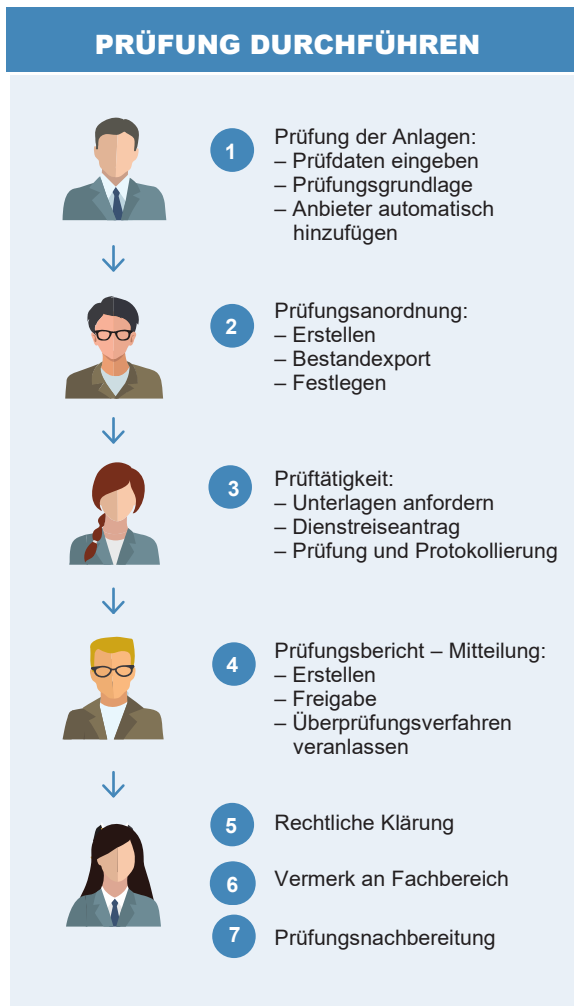 PRÜFUNG DURCHFÜHREN
1
Prüfung der Anlagen:
– Prüfdaten eingeben
– Prüfungsgrundlage
– Anbieter automatisch
hinzufügen
2
Prüfungsanordnung:
– Erstellen
– Bestandexport
– Festlegen
3
Prüftätigkeit:
– Unterlagen anfordern
– Dienstreiseantrag
– Prüfung und Protokollierung
4
Prüfungsbericht – Mitteilung:
– Erstellen
– Freigabe
– Überprüfungsverfahren
veranlassen
5 Rechtliche Klärung
6 Vermerk an Fachbereich
7 Prüfungsnachbereitung